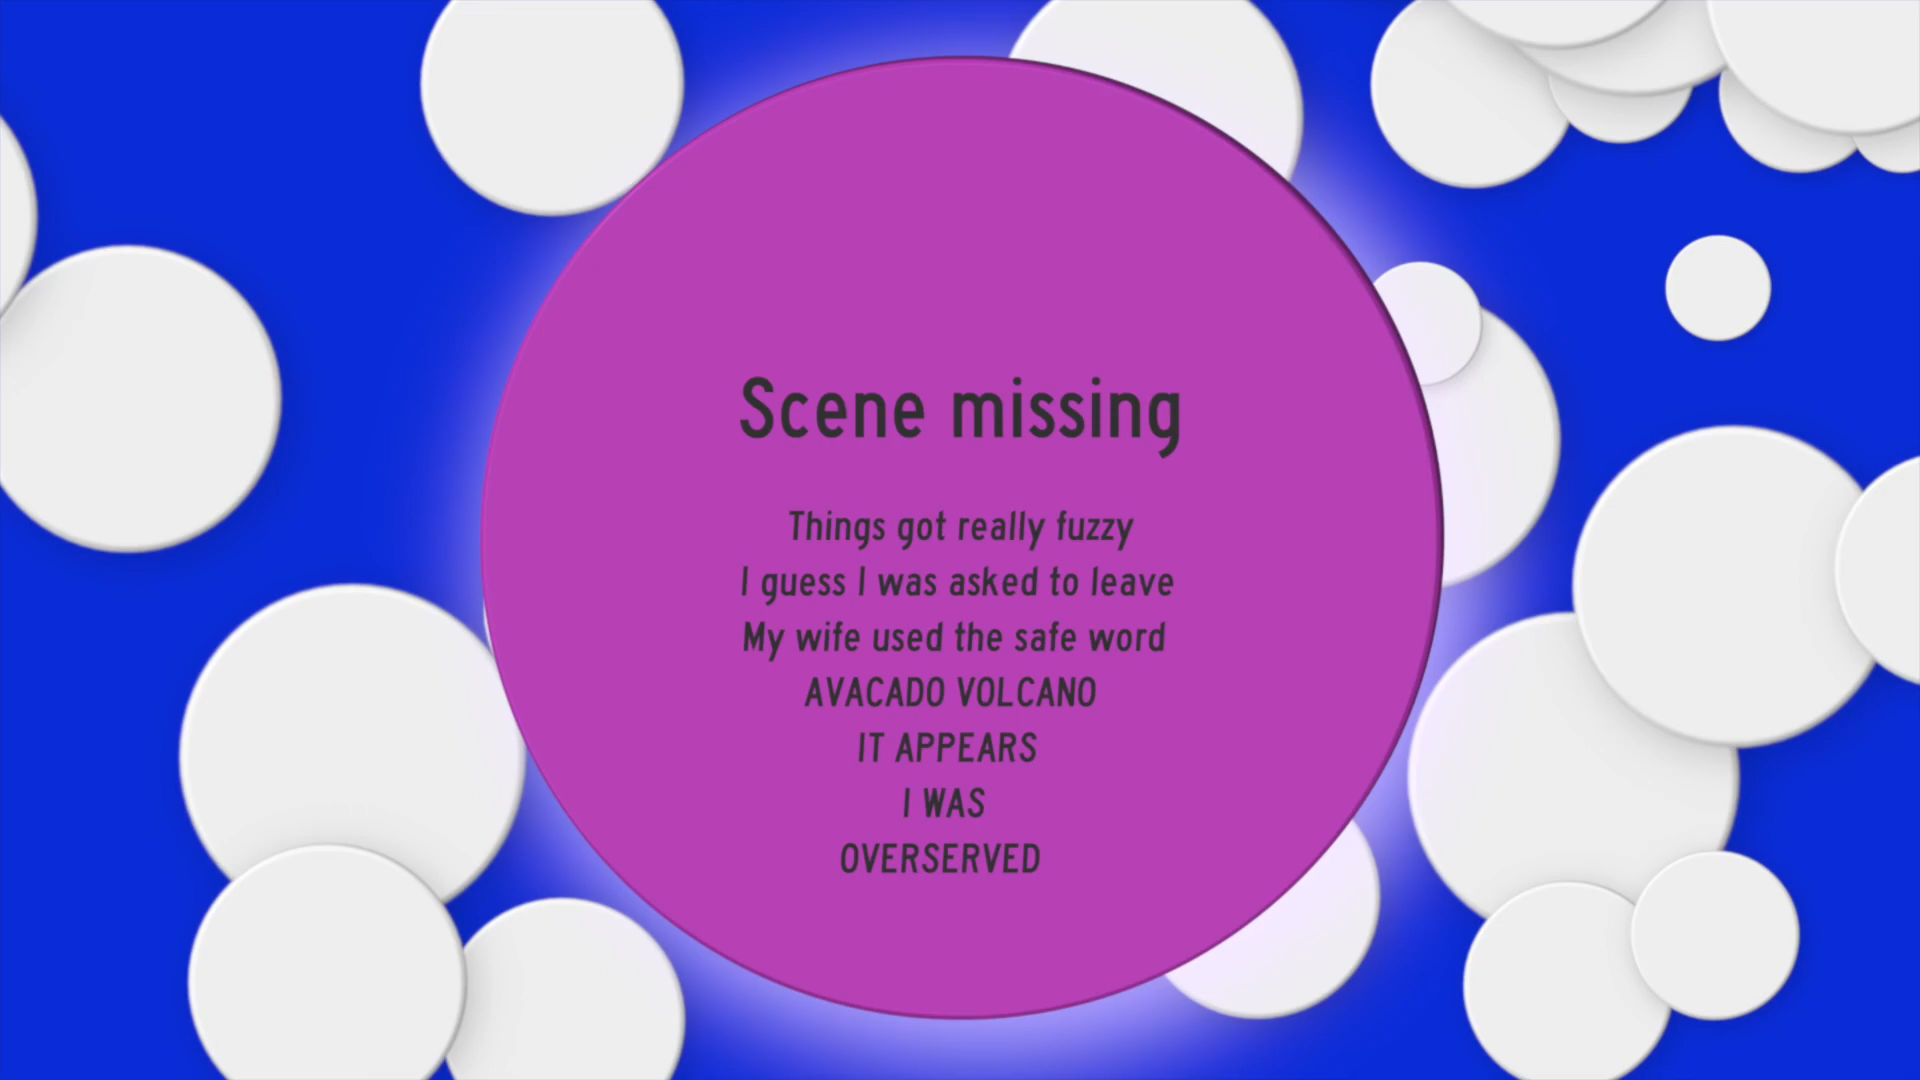 Scene missing
Things got really fuzzy
I guess I was asked to leave
My wife used the safe word
AVACADO VOLCANO
IT APPEARS
I WAS
OVERSERVED